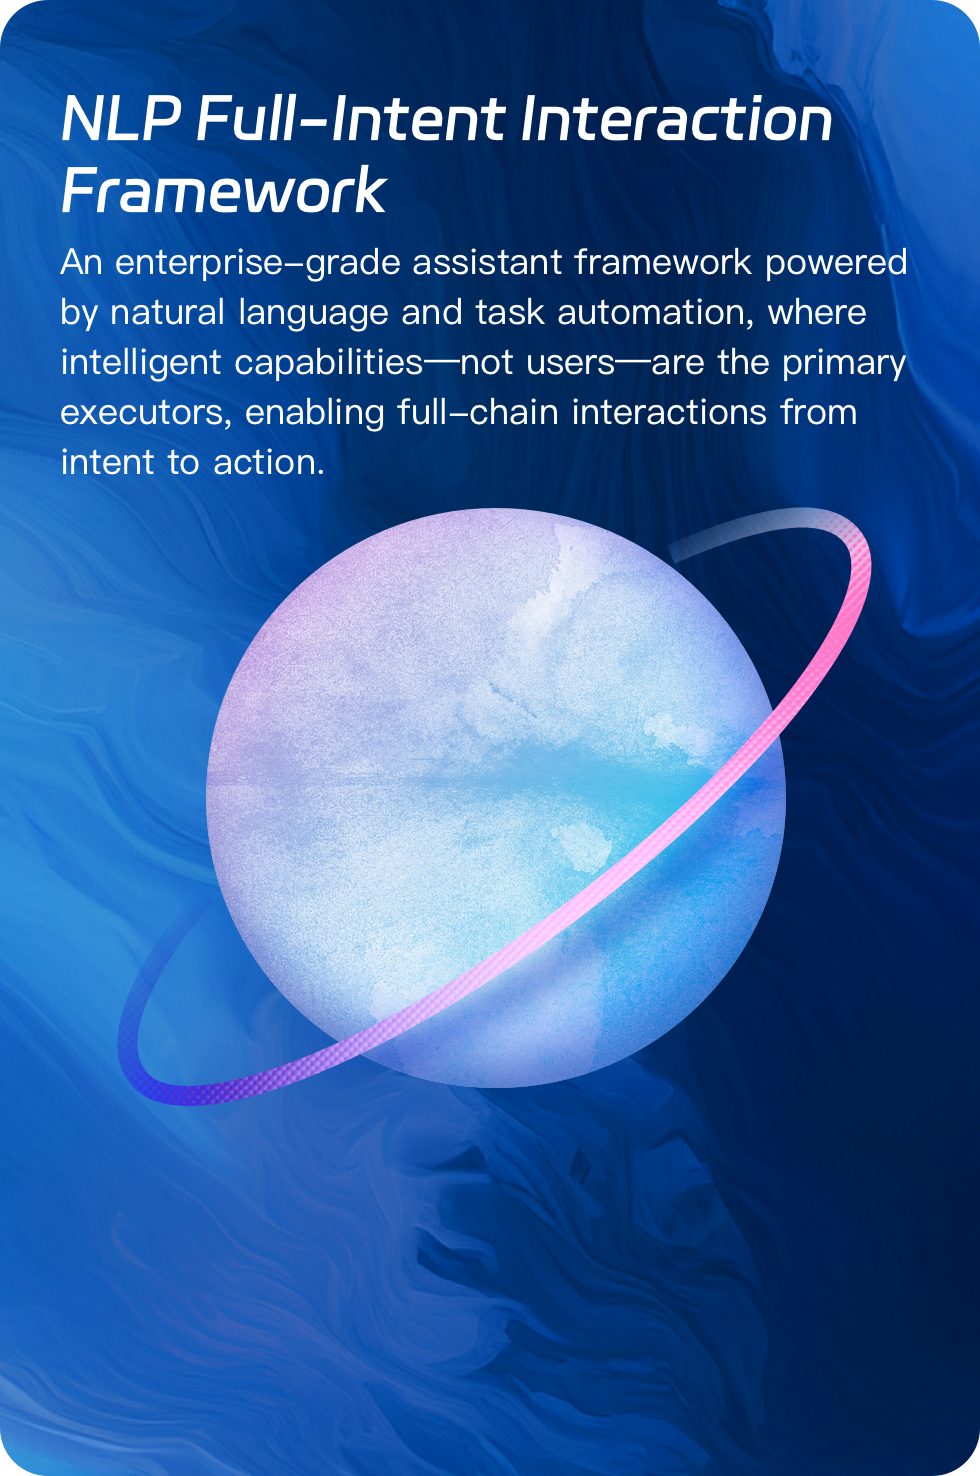 NLP Full-Intent Interaction
Framework
An enterprise-grade assistant framework powered
by natural language and task automation, where
intelligent capabilities—not users—are the primary
executors, enabling full-chain interactions from
intent to action.